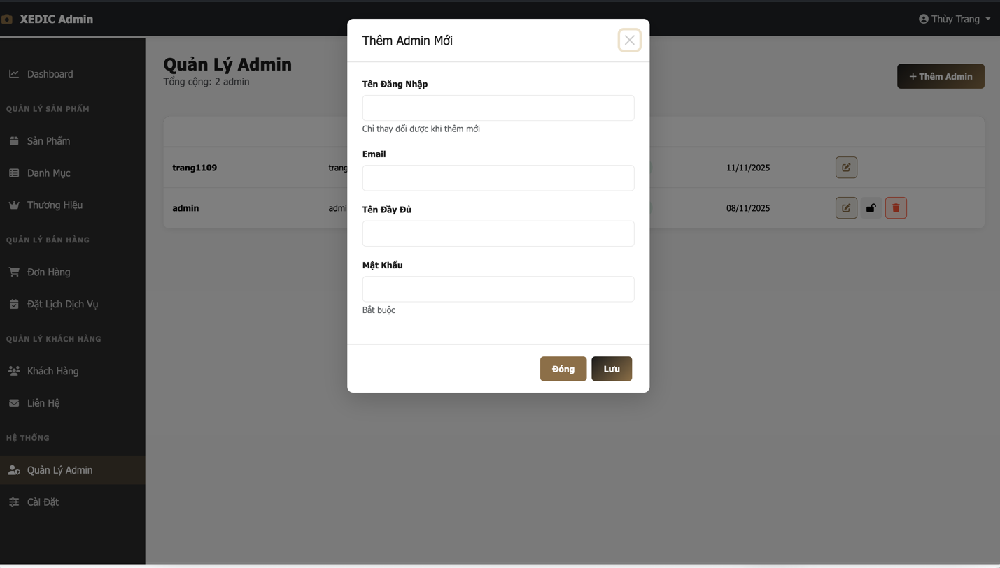 XEDIC Admin
Thùy Trang
Dashboard
QUẢN LÝ SẢN PHẨM
Sản Phẩm
Danh Mục
Thương Hiệu
QUẢN LÝ BÁN HÀNG
Đơn Hàng
Đặt Lịch Dịch Vụ
QUẢN LÝ KHÁCH HÀNG
Khách Hàng
Liên Hệ
HỆ THỐNG
Quản Lý Admin
Cài Đặt
Quản Lý Admin
Tổng cộng: 2 admin
+ Thêm Admin
trang1109 trang 11/11/2025
admin admi 08/11/2025
Thêm Admin Mới
Tên Đăng Nhập
Chỉ thay đổi được khi thêm mới
Email
Tên Đầy Đủ
Mật Khẩu
Bắt buộc
Đóng Lưu